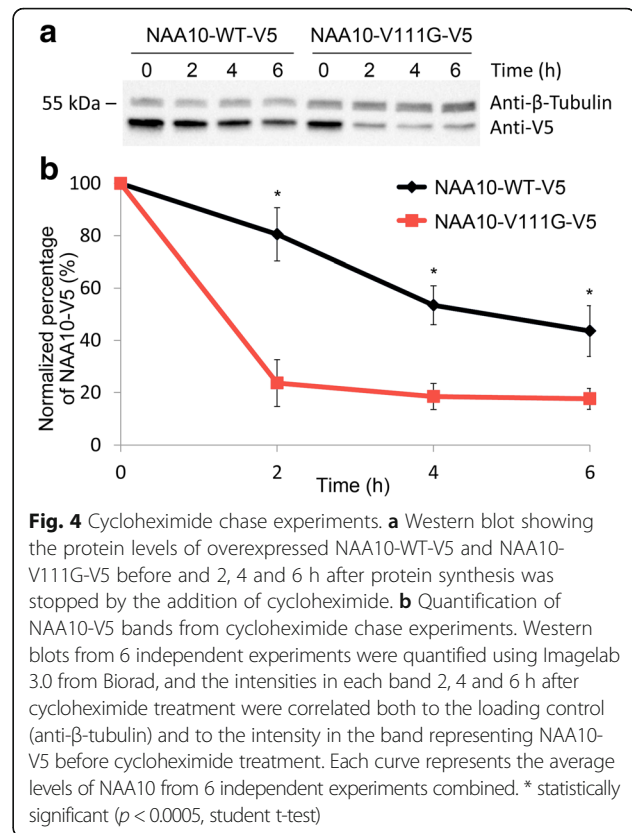 a
NAA10-WT-V5 NAA10-V111G-V5
0 2 4 6 0 2 4 6 Time (h)
55 kDa – Anti-β-Tubulin
Anti-V5
b
Normalized percentage
of NAA10-V5 (%)
100
80
60
40
20
0
* * *
NAA10-WT-V5
NAA10-V111G-V5
0 2 4 6
Time (h)
Fig. 4 Cycloheximide chase experiments. a Western blot showing
the protein levels of overexpressed NAA10-WT-V5 and NAA10-
V111G-V5 before and 2, 4 and 6 h after protein synthesis was
stopped by the addition of cycloheximide. b Quantification of
NAA10-V5 bands from cycloheximide chase experiments. Western
blots from 6 independent experiments were quantified using Imagelab
3.0 from Biorad, and the intensities in each band 2, 4 and 6 h after
cycloheximide treatment were correlated both to the loading control
(anti-β-tubulin) and to the intensity in the band representing NAA10-
V5 before cycloheximide treatment. Each curve represents the average
levels of NAA10 from 6 independent experiments combined. * statistically
significant (p < 0.0005, student t-test)